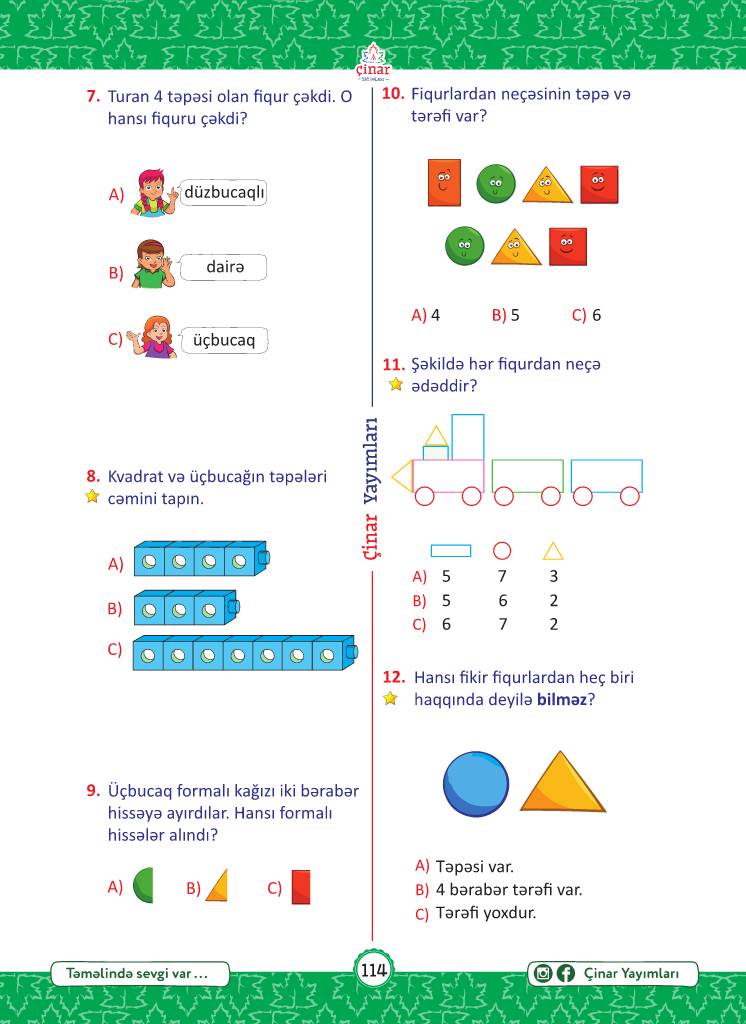 çinar
YAYIMLARI
7. Turan 4 təpəsi olan fiqur çəkdi. O
hansı fiquru çəkdi?
A) düzbucaqlı
B) dairə
C) üçbucaq
8. Kvadrat və üçbucağın təpələri
cəmini tapın.
A)
B)
C)
9. Üçbucaq formalı kağızı iki bərabər
hissəyə ayırdılar. Hansı formalı
hissələr alındı?
A) B) C)
Çinar Yayımları
10. Fiqurlardan neçəsinin təpə və
tərəfi var?
A) 4 B) 5 C) 6
11. Şəkildə hər fiqurdan neçə
ədəddir?
A) 5 7 3
B) 5 6 2
C) 6 7 2
12. Hansı fikir fiqurlardan heç biri
haqqında deyilə bilməz?
A) Təpəsi var.
B) 4 bərabər tərəfi var.
C) Tərəfi yoxdur.
Təməlində sevgi var...
114
Çinar Yayımları